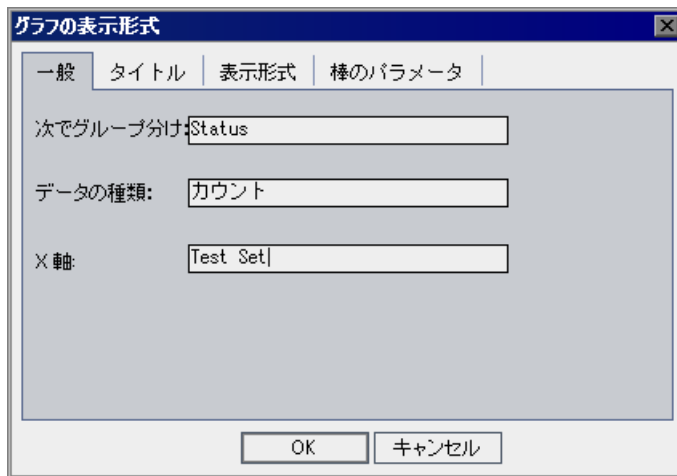 グラフの表示形式
一般 タイトル 表示形式 棒のパラメータ
次でグループ分け:Status
データの種類: カウント
X 軸: Test Set
OK キャンセル